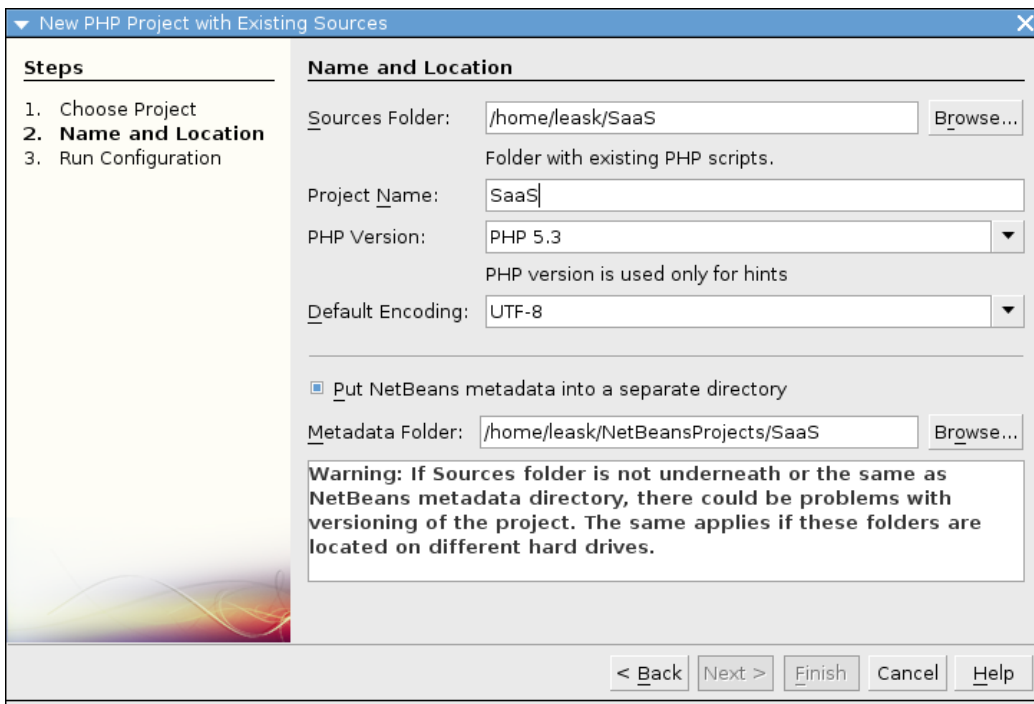 New PHP Project with Existing Sources
Steps
1. Choose Project
2. Name and Location
3. Run Configuration
Name and Location
Sources Folder: /home/leask/SaaS Browse...
Folder with existing PHP scripts.
Project Name: SaaS
PHP Version: PHP 5.3
PHP version is used only for hints
Default Encoding: UTF-8
Put NetBeans metadata into a separate directory
Metadata Folder: /home/leask/NetBeansProjects/SaaS Browse...
Warning: If Sources folder is not underneath or the same as
NetBeans metadata directory, there could be problems with
versioning of the project. The same applies if these folders are
located on different hard drives.
< Back Next > Finish Cancel Help